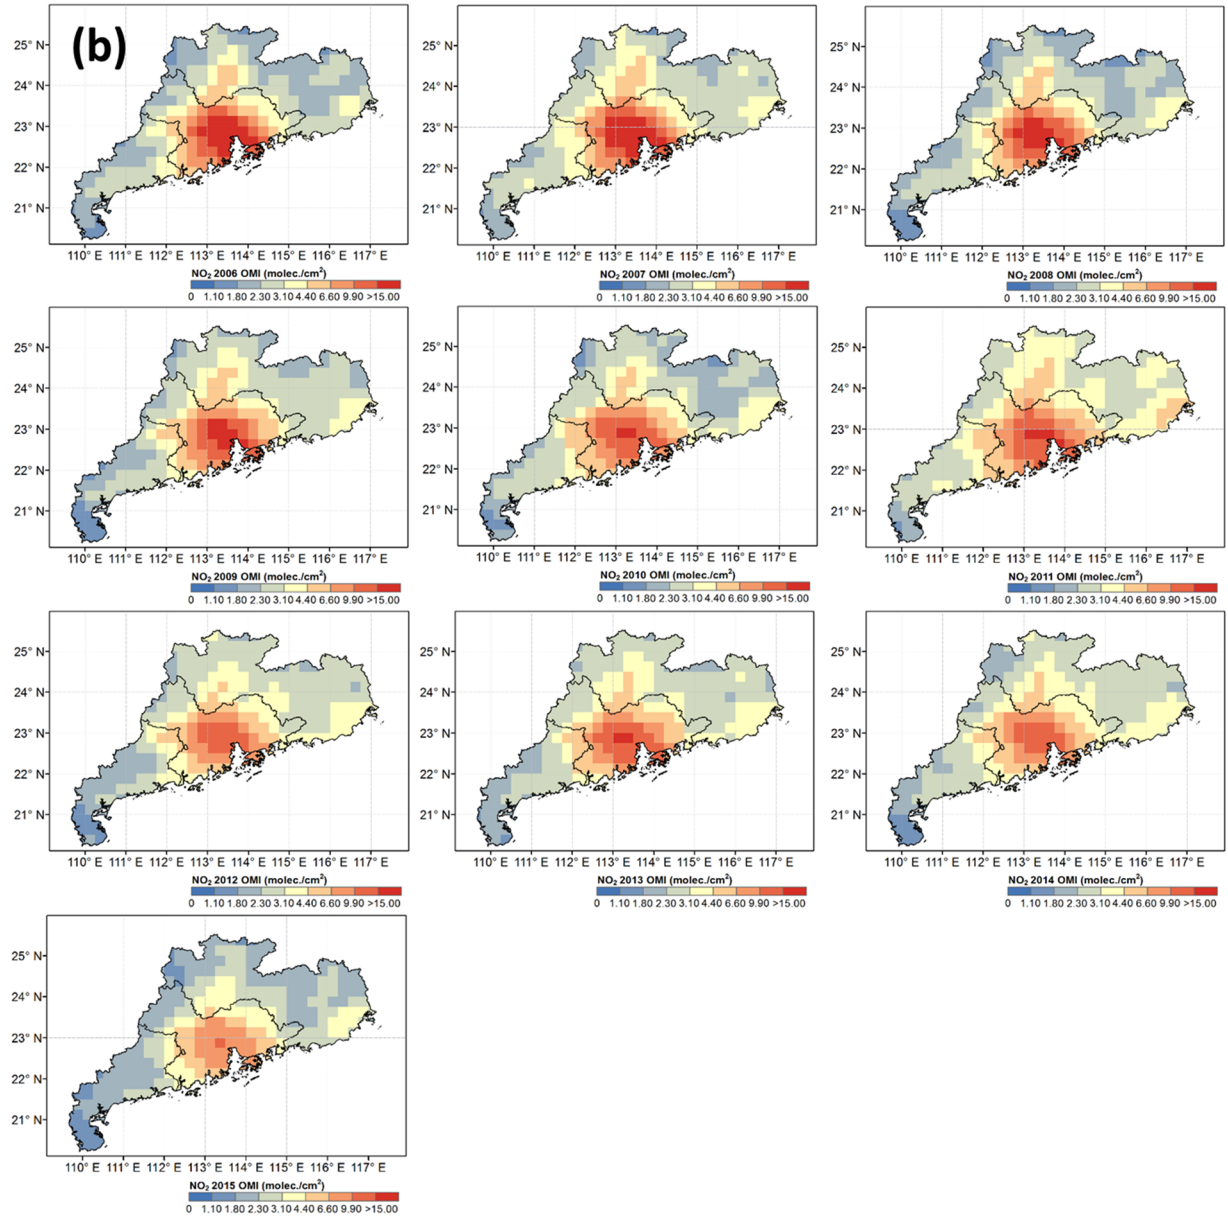 (b)
25° N
24° N
23° N
22° N
21° N
110° E 111° E 112° E 113° E 114° E 115° E 116° E 117° E
NO₂ 2006 OMI (molec./cm²)
0 1.10 1.80 2.30 3.10 4.40 6.60 9.90 >15.00
25° N
24° N
23° N
22° N
21° N
110° E 111° E 112° E 113° E 114° E 115° E 116° E 117° E
NO₂ 2007 OMI (molec./cm²)
0 1.10 1.80 2.30 3.10 4.40 6.60 9.90 >15.00
25° N
24° N
23° N
22° N
21° N
110° E 111° E 112° E 113° E 114° E 115° E 116° E 117° E
NO₂ 2008 OMI (molec./cm²)
0 1.10 1.80 2.30 3.10 4.40 6.60 9.90 >15.00
25° N
24° N
23° N
22° N
21° N
110° E 111° E 112° E 113° E 114° E 115° E 116° E 117° E
NO₂ 2009 OMI (molec./cm²)
0 1.10 1.80 2.30 3.10 4.40 6.60 9.90 >15.00
25° N
24° N
23° N
22° N
21° N
110° E 111° E 112° E 113° E 114° E 115° E 116° E 117° E
NO₂ 2010 OMI (molec./cm²)
0 1.10 1.80 2.30 3.10 4.40 6.60 9.90 >15.00
25° N
24° N
23° N
22° N
21° N
110° E 111° E 112° E 113° E 114° E 115° E 116° E 117° E
NO₂ 2011 OMI (molec./cm²)
0 1.10 1.80 2.30 3.10 4.40 6.60 9.90 >15.00
25° N
24° N
23° N
22° N
21° N
110° E 111° E 112° E 113° E 114° E 115° E 116° E 117° E
NO₂ 2012 OMI (molec./cm²)
0 1.10 1.80 2.30 3.10 4.40 6.60 9.90 >15.00
25° N
24° N
23° N
22° N
21° N
110° E 111° E 112° E 113° E 114° E 115° E 116° E 117° E
NO₂ 2013 OMI (molec./cm²)
0 1.10 1.80 2.30 3.10 4.40 6.60 9.90 >15.00
25° N
24° N
23° N
22° N
21° N
110° E 111° E 112° E 113° E 114° E 115° E 116° E 117° E
NO₂ 2014 OMI (molec./cm²)
0 1.10 1.80 2.30 3.10 4.40 6.60 9.90 >15.00
25° N
24° N
23° N
22° N
21° N
110° E 111° E 112° E 113° E 114° E 115° E 116° E 117° E
NO₂ 2015 OMI (molec./cm²)
0 1.10 1.80 2.30 3.10 4.40 6.60 9.90 >15.00